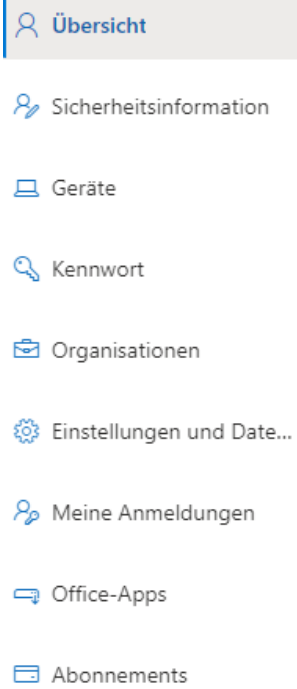 Übersicht
Sicherheitsinformation
Geräte
Kennwort
Organisationen
Einstellungen und Date...
Meine Anmeldungen
Office-Apps
Abonnements